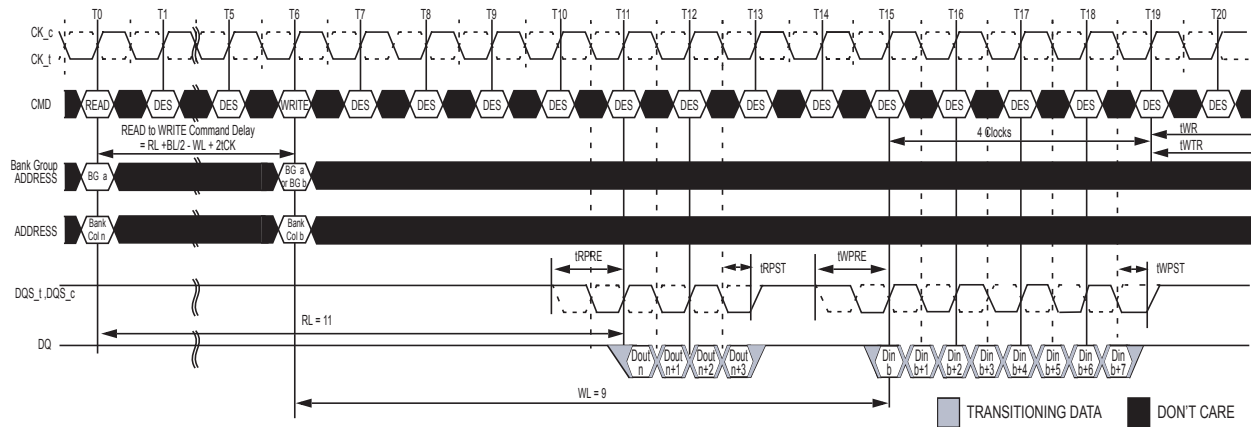 T0 T1 T5 T6 T7 T8 T9 T10 T11 T12 T13 T14 T15 T16 T17 T18 T19 T20
CK_c
CK_t
CMD READ DES DES WRITE DES DES DES DES DES DES DES DES DES DES DES DES DES DES
READ to WRITE Command Delay
= RL +BL/2 - WL + 2tCK
4 Clocks
tWR
tWTR
Bank Group
ADDRESS
BG a
BG a
or BG b
ADDRESS
Bank
Col n
Bank
Col b
tRPRE
tRPST
tWPRE
tWPST
DQS_t ,DQS_c
RL = 11
DQ
Dout
n
Dout
n+1
Dout
n+2
Dout
n+3
Din
b
Din
b+1
Din
b+2
Din
b+3
Din
b+4
Din
b+5
Din
b+6
Din
b+7
WL = 9
TRANSITIONING DATA
DON'T CARE